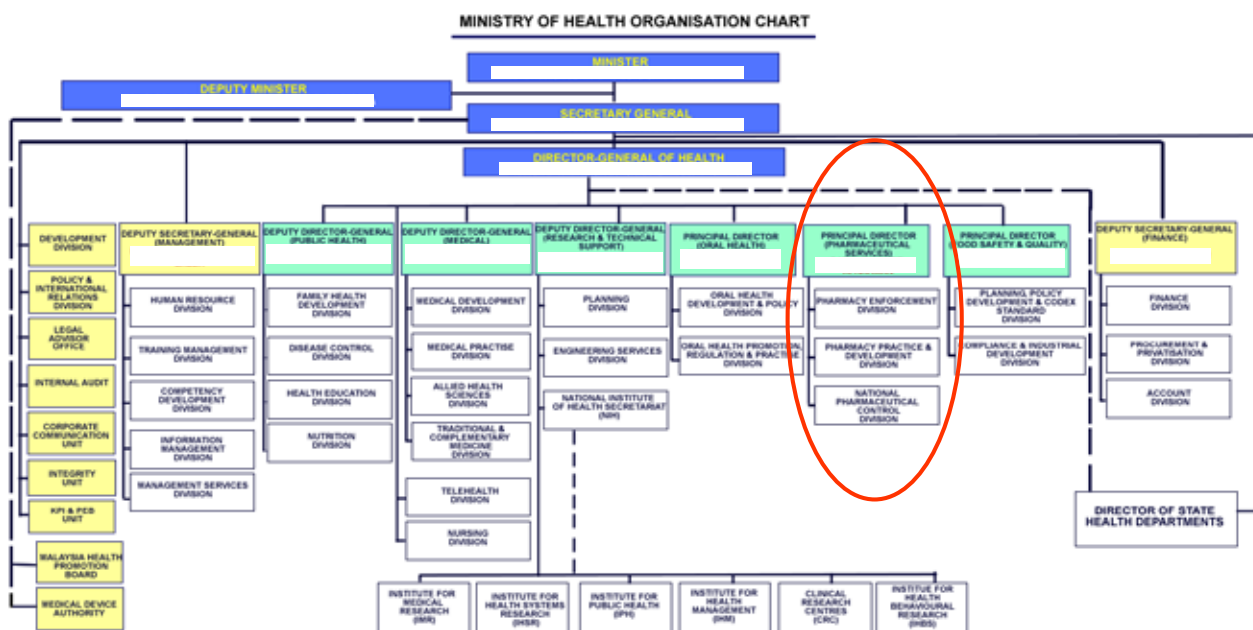 MINISTRY OF HEALTH ORGANISATION CHART
MINISTER
DEPUTY MINISTER
SECRETARY GENERAL
DIRECTOR-GENERAL OF HEALTH
DEVELOPMENT
DIVISION
POLICY &
INTERNATIONAL
RELATIONS
DIVISION
LEGAL
ADVISOR
OFFICE
INTERNAL AUDIT
CORPORATE
COMMUNICATION
UNIT
INTEGRITY
UNIT
KPI & PEB
UNIT
MALAYSIA HEALTH
PROMOTION
BOARD
MEDICAL DEVICE
AUTHORITY
DEPUTY SECRETARY-GENERAL
(MANAGEMENT)
HUMAN RESOURCE
DIVISION
TRAINING MANAGEMENT
DIVISION
COMPETENCY
DEVELOPMENT
DIVISION
INFORMATION
MANAGEMENT
DIVISION
MANAGEMENT SERVICES
DIVISION
DEPUTY DIRECTOR-GENERAL
(PUBLIC HEALTH)
FAMILY HEALTH
DEVELOPMENT
DIVISION
DISEASE CONTROL
DIVISION
HEALTH EDUCATION
DIVISION
NUTRITION
DIVISION
DEPUTY DIRECTOR-GENERAL
(MEDICAL)
MEDICAL DEVELOPMENT
DIVISION
MEDICAL PRACTISE
DIVISION
ALLIED HEALTH
SCIENCES
DIVISION
TRADITIONAL &
COMPLEMENTARY
MEDICINE
DIVISION
TELEHEALTH
DIVISION
NURSING
DIVISION
DEPUTY DIRECTOR-GENERAL
(RESEARCH & TECHNICAL
SUPPORT)
PLANNING
DIVISION
ENGINEERING SERVICES
DIVISION
NATIONAL INSTITUTE
OF HEALTH SECRETARIAT
(NIH)
PRINCIPAL DIRECTOR
(ORAL HEALTH)
ORAL HEALTH
DEVELOPMENT & POLICY
DIVISION
ORAL HEALTH PROMOTION,
REGULATION & PRACTISE
DIVISION
PRINCIPAL DIRECTOR
(PHARMACEUTICAL
SERVICES)
PHARMACY ENFORCEMENT
DIVISION
PHARMACY PRACTICE &
DEVELOPMENT
DIVISION
NATIONAL
PHARMACEUTICAL
CONTROL
DIVISION
PRINCIPAL DIRECTOR
(FOOD SAFETY & QUALITY)
PLANNING, POLICY
DEVELOPMENT & CODEX
STANDARD
DIVISION
COMPLIANCE & INDUSTRIAL
DEVELOPMENT
DIVISION
DEPUTY SECRETARY-GENERAL
(FINANCE)
FINANCE
DIVISION
PROCUREMENT &
PRIVATISATION
DIVISION
ACCOUNT
DIVISION
DIRECTOR OF STATE
HEALTH DEPARTMENTS
INSTITUTE FOR
MEDICAL
RESEARCH
(IMR)
INSTITUTE FOR
HEALTH SYSTEMS
RESEARCH
(IHSR)
INSTITUTE FOR
PUBLIC HEALTH
(IPH)
INSTITUTE FOR
HEALTH
MANAGEMENT
(IHM)
CLINICAL
RESEARCH
CENTRES
(CRC)
INSTITUE FOR
HEALTH
BEHAVIOURAL
RESEARCH
(IHBS)